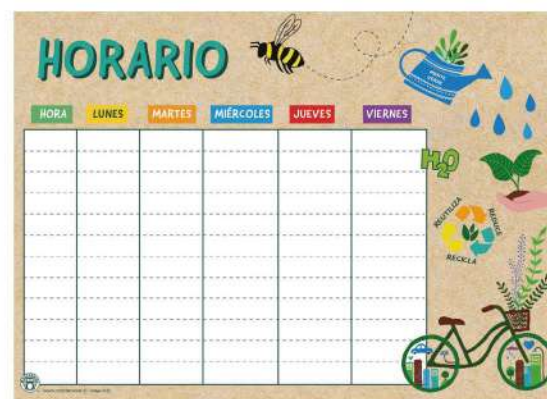 HORARIO
HORA LUNES MARTES MIÉRCOLES JUEVES VIERNES
H2O
REUTILIZA
REDUCE
RECICLA